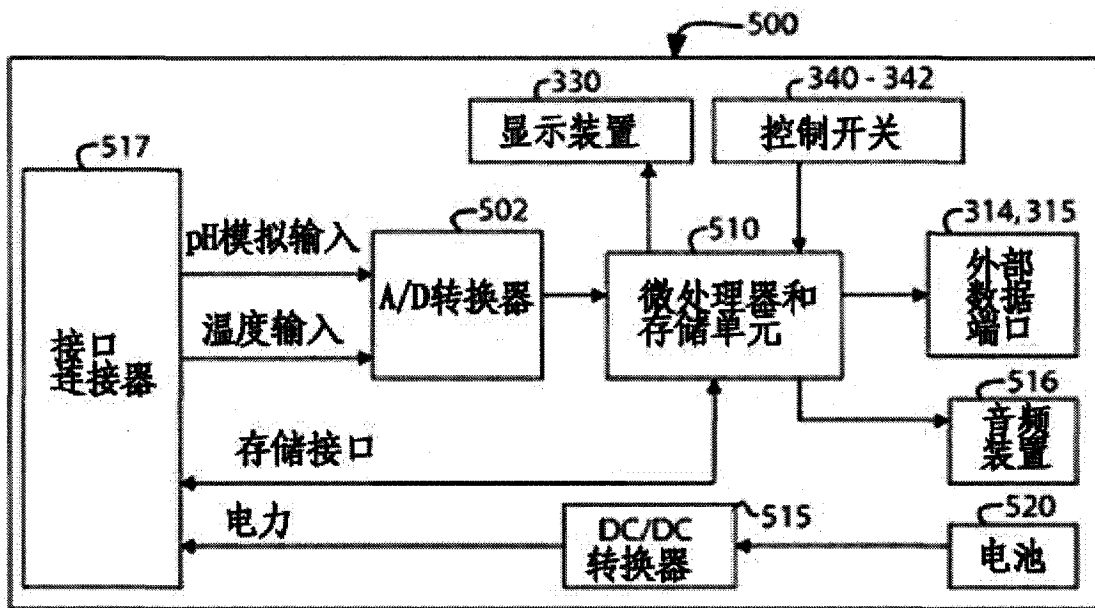 500
330
显示装置
340 - 342
控制开关
517
接口
连接器
pH模拟输入
温度输入
502
A/D转换器
510
微处理器和
存储单元
314, 315
外部
数据
端口
516
音频
装置
存储接口
电力
515
DC/DC
转换器
520
电池